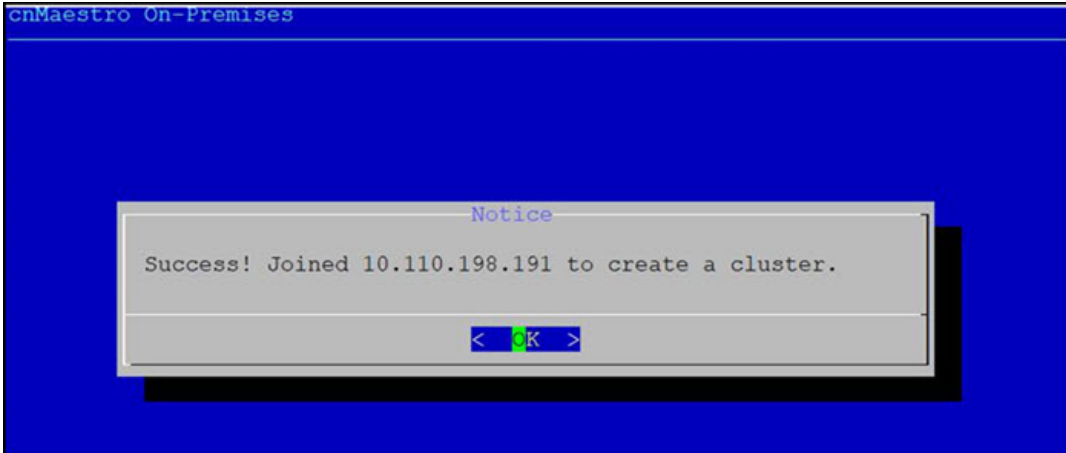 cnMaestro On-Premises
Notice
Success! Joined 10.110.198.191 to create a cluster.
< OK >